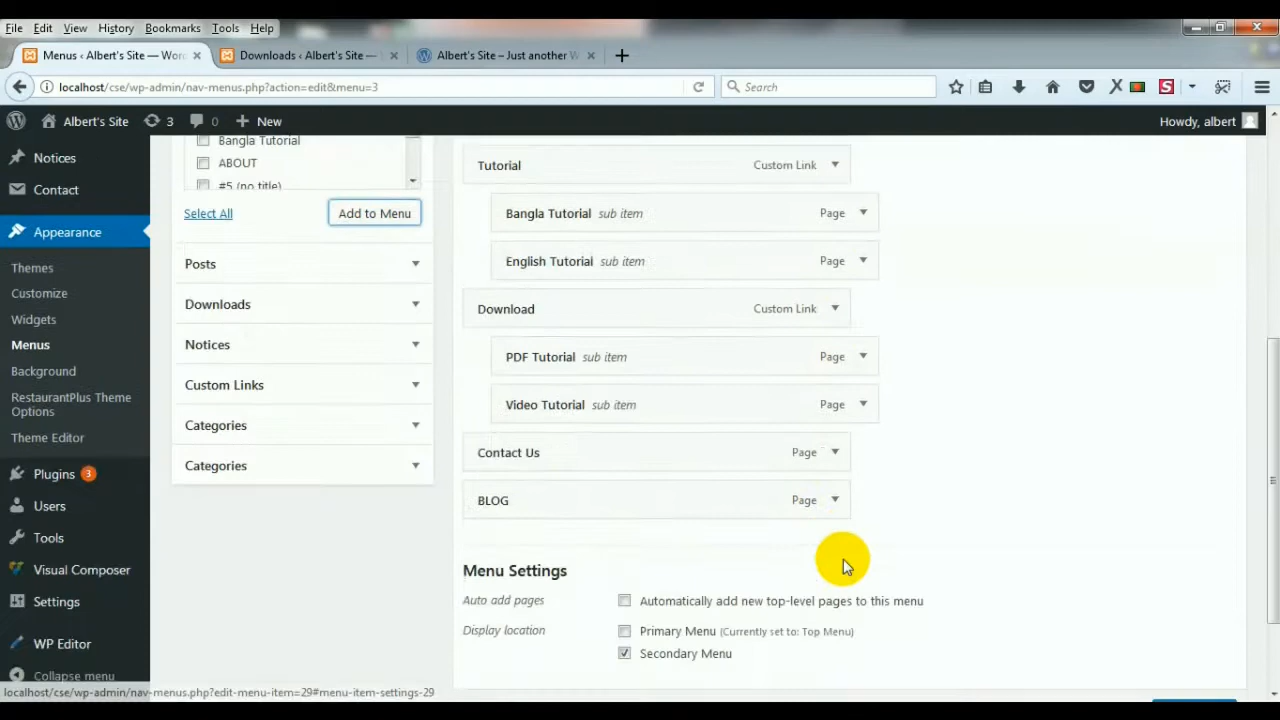 File Edit View History Bookmarks Tools Help
Menus ‹ Albert's Site — Wor
Downloads ‹ Albert's Site —
Albert's Site – Just another W
localhost/cse/wp-admin/nav-menus.php?action=edit&menu=3
Search
Albert's Site 3 0 New
Howdy, albert
Notices
Contact
Appearance
Themes
Customize
Widgets
Menus
Background
RestaurantPlus Theme
Options
Theme Editor
Plugins 3
Users
Tools
Visual Composer
Settings
WP Editor
Collapse menu
Bangla Tutorial
ABOUT
#5 (no title)
Select All
Add to Menu
Posts
Downloads
Notices
Custom Links
Categories
Categories
Tutorial Custom Link
Bangla Tutorial sub item Page
English Tutorial sub item Page
Download Custom Link
PDF Tutorial sub item Page
Video Tutorial sub item Page
Contact Us Page
BLOG Page
Menu Settings
Auto add pages Automatically add new top-level pages to this menu
Display location Primary Menu (Currently set to: Top Menu)
Secondary Menu
localhost/cse/wp-admin/nav-menus.php?edit-menu-item=29#menu-item-settings-29